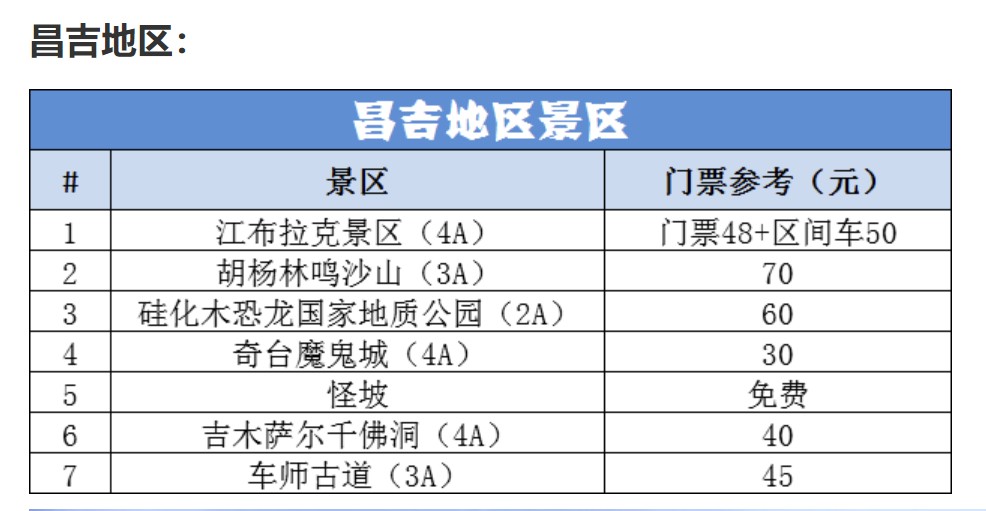 昌吉地区：
昌吉地区景区
# 景区 门票参考（元）
1 江布拉克景区（4A） 门票48+区间车50
2 胡杨林鸣沙山（3A） 70
3 硅化木恐龙国家地质公园（2A） 60
4 奇台魔鬼城（4A） 30
5 怪坡 免费
6 吉木萨尔千佛洞（4A） 40
7 车师古道（3A） 45